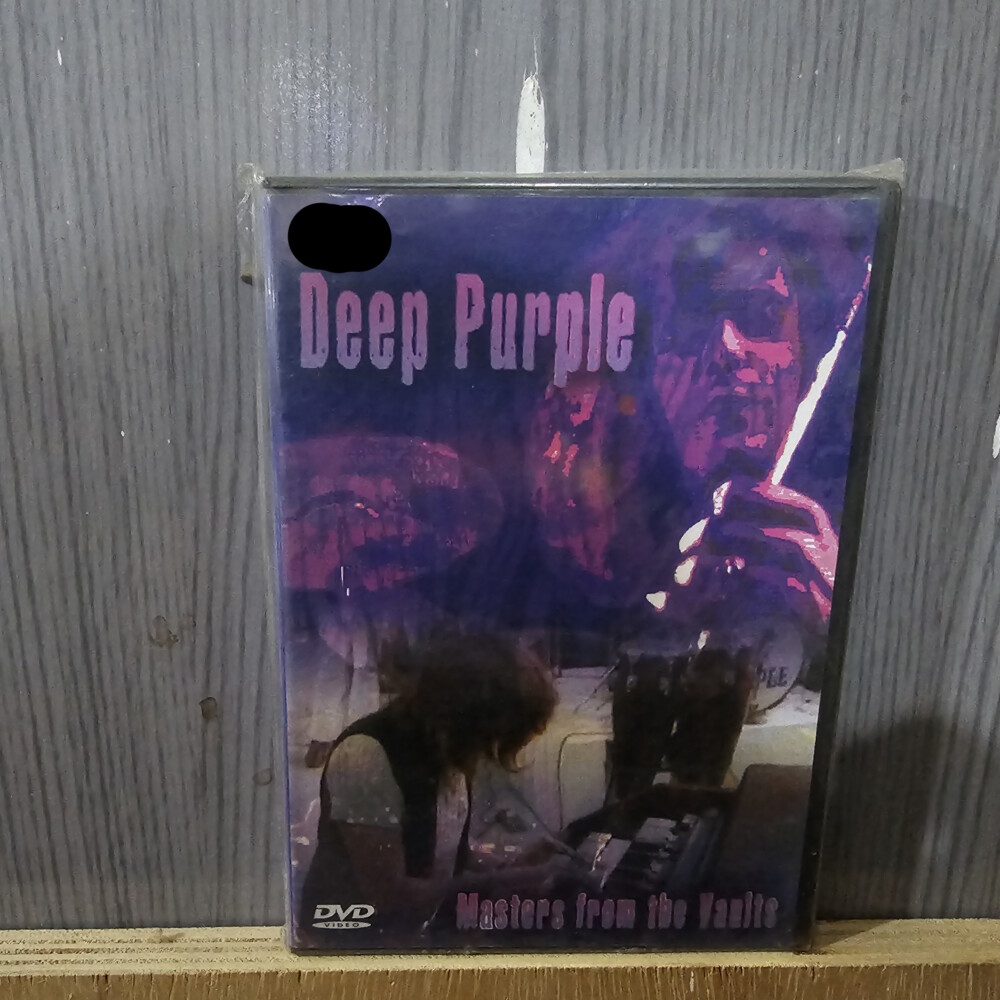 Deep Purple
DVD
VIDEO
Masters from the Vaults